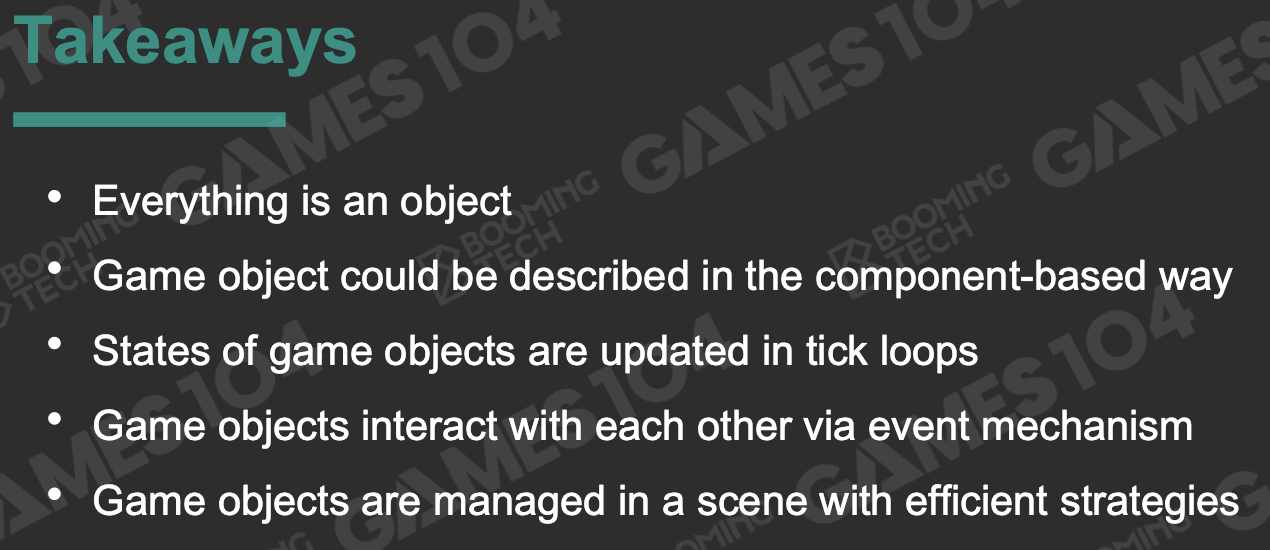 Takeaways
• Everything is an object
• Game object could be described in the component-based way
• States of game objects are updated in tick loops
• Game objects interact with each other via event mechanism
• Game objects are managed in a scene with efficient strategies
GAMES104
BOOMING
TECH